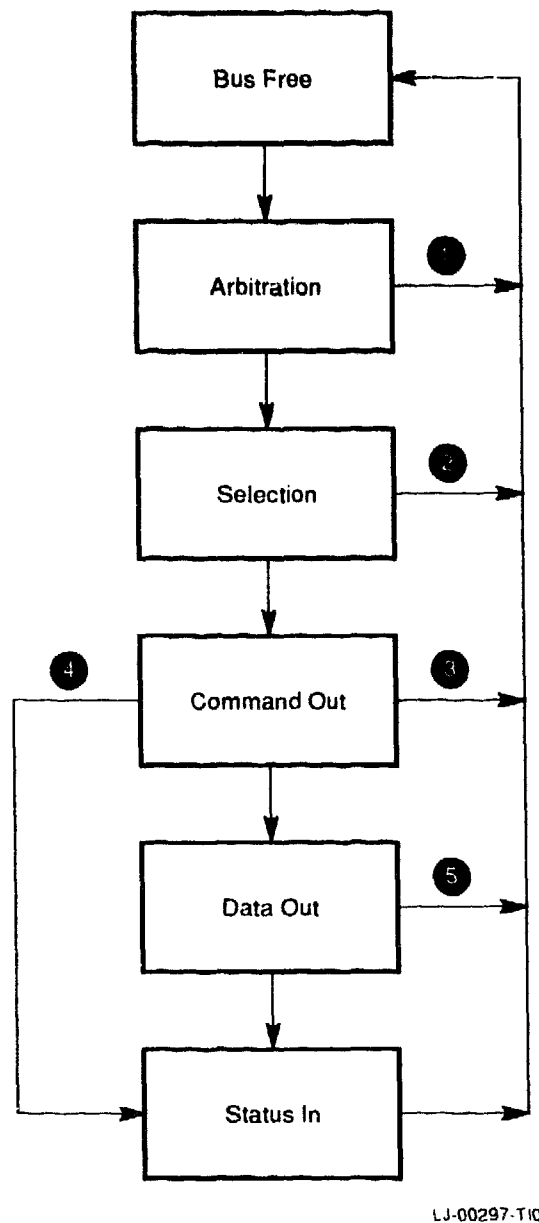 Bus Free
Arbitration
1
Selection
2
4
Command Out
3
Data Out
5
Status In
LJ-00297-TI0